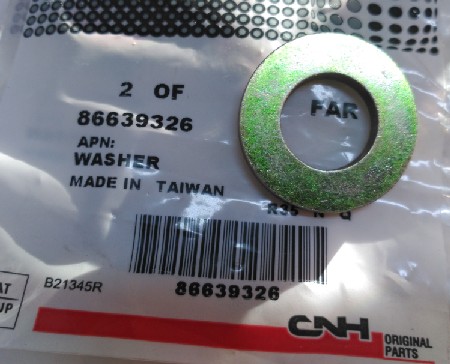 2 OF
86639326
FAR
APN:
WASHER
MADE IN TAIWAN
B21345R
86639326
CNH
ORIGINAL
PARTS